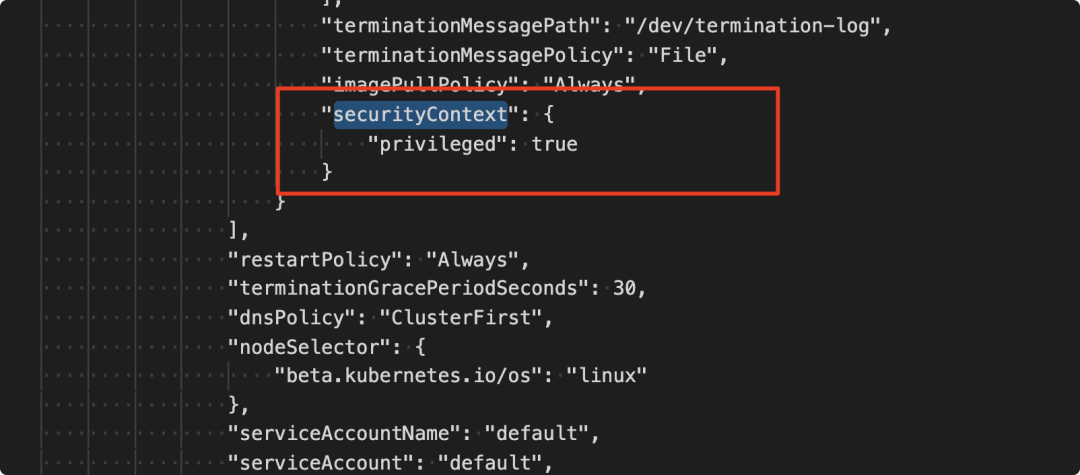 ],
"terminationMessagePath": "/dev/termination-log",
"terminationMessagePolicy": "File",
"imagePullPolicy": "Always",
"securityContext": {
"privileged": true
}
}
],
"restartPolicy": "Always",
"terminationGracePeriodSeconds": 30,
"dnsPolicy": "ClusterFirst",
"nodeSelector": {
"beta.kubernetes.io/os": "linux"
},
"serviceAccountName": "default",
"serviceAccount": "default",